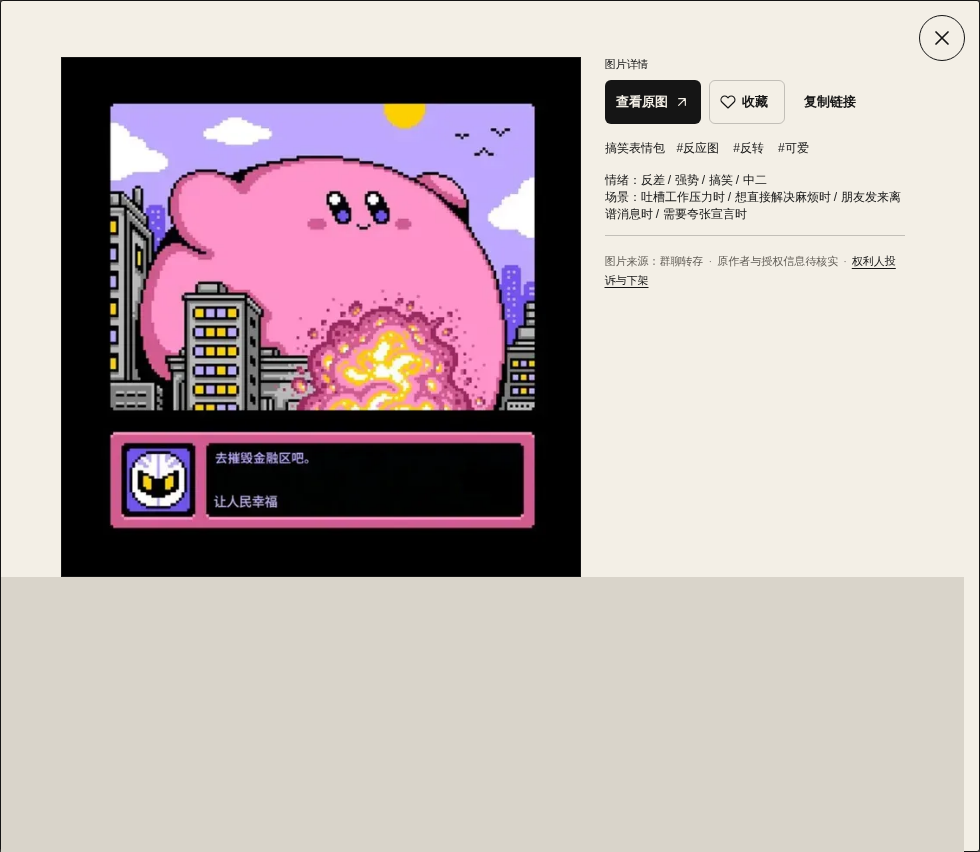 去摧毁金融区吧。
让人民幸福
图片详情
查看原图
收藏
复制链接
搞笑表情包 #反应图 #反转 #可爱
情绪：反差 / 强势 / 搞笑 / 中二
场景：吐槽工作压力时 / 想直接解决麻烦时 / 朋友发来离
谱消息时 / 需要夸张宣言时
图片来源：群聊转存 · 原作者与授权信息待核实 · 权利人投
诉与下架